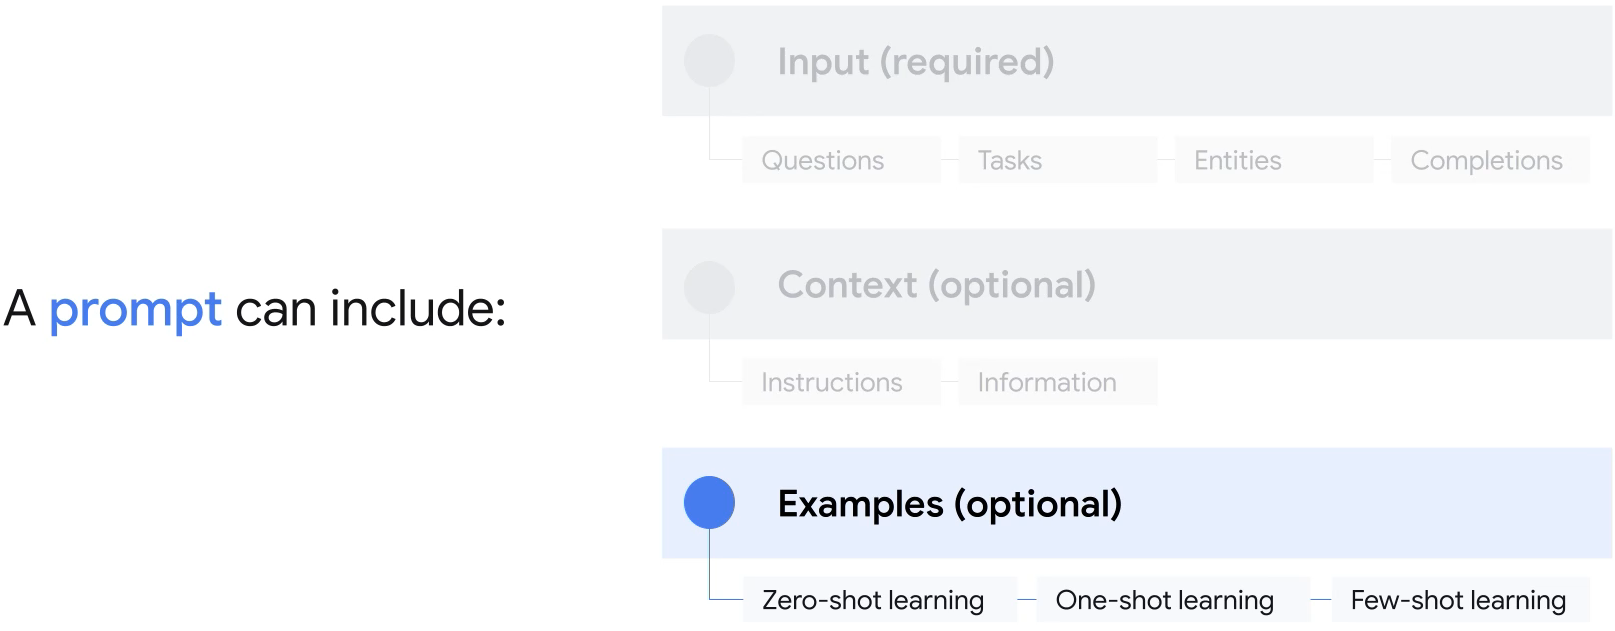 A prompt can include:
Input (required)
Questions
Tasks
Entities
Completions
Context (optional)
Instructions
Information
Examples (optional)
Zero-shot learning
One-shot learning
Few-shot learning